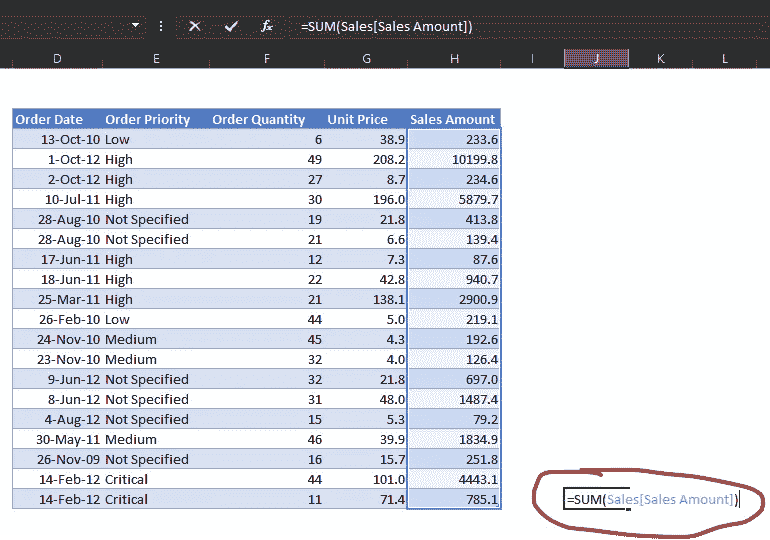 =SUM(Sales[Sales Amount])
D E F G H I J K L
Order Date Order Priority Order Quantity Unit Price Sales Amount
13-Oct-10 Low 6 38.9 233.6
1-Oct-12 High 49 208.2 10199.8
2-Oct-12 High 27 8.7 234.6
10-Jul-11 High 30 196.0 5879.7
28-Aug-10 Not Specified 19 21.8 413.8
28-Aug-10 Not Specified 21 6.6 139.4
17-Jun-11 High 12 7.3 87.6
18-Jun-11 High 22 42.8 940.7
25-Mar-11 High 21 138.1 2900.9
26-Feb-10 Low 44 5.0 219.1
24-Nov-10 Medium 45 4.3 192.6
23-Nov-10 Medium 32 4.0 126.4
9-Jun-12 Not Specified 32 21.8 697.0
8-Jun-12 Not Specified 31 48.0 1487.4
4-Aug-12 Not Specified 15 5.3 79.2
30-May-11 Medium 46 39.9 1834.9
26-Nov-09 Not Specified 16 15.7 251.8
14-Feb-12 Critical 44 101.0 4443.1
14-Feb-12 Critical 11 71.4 785.1
=SUM(Sales[Sales Amount])